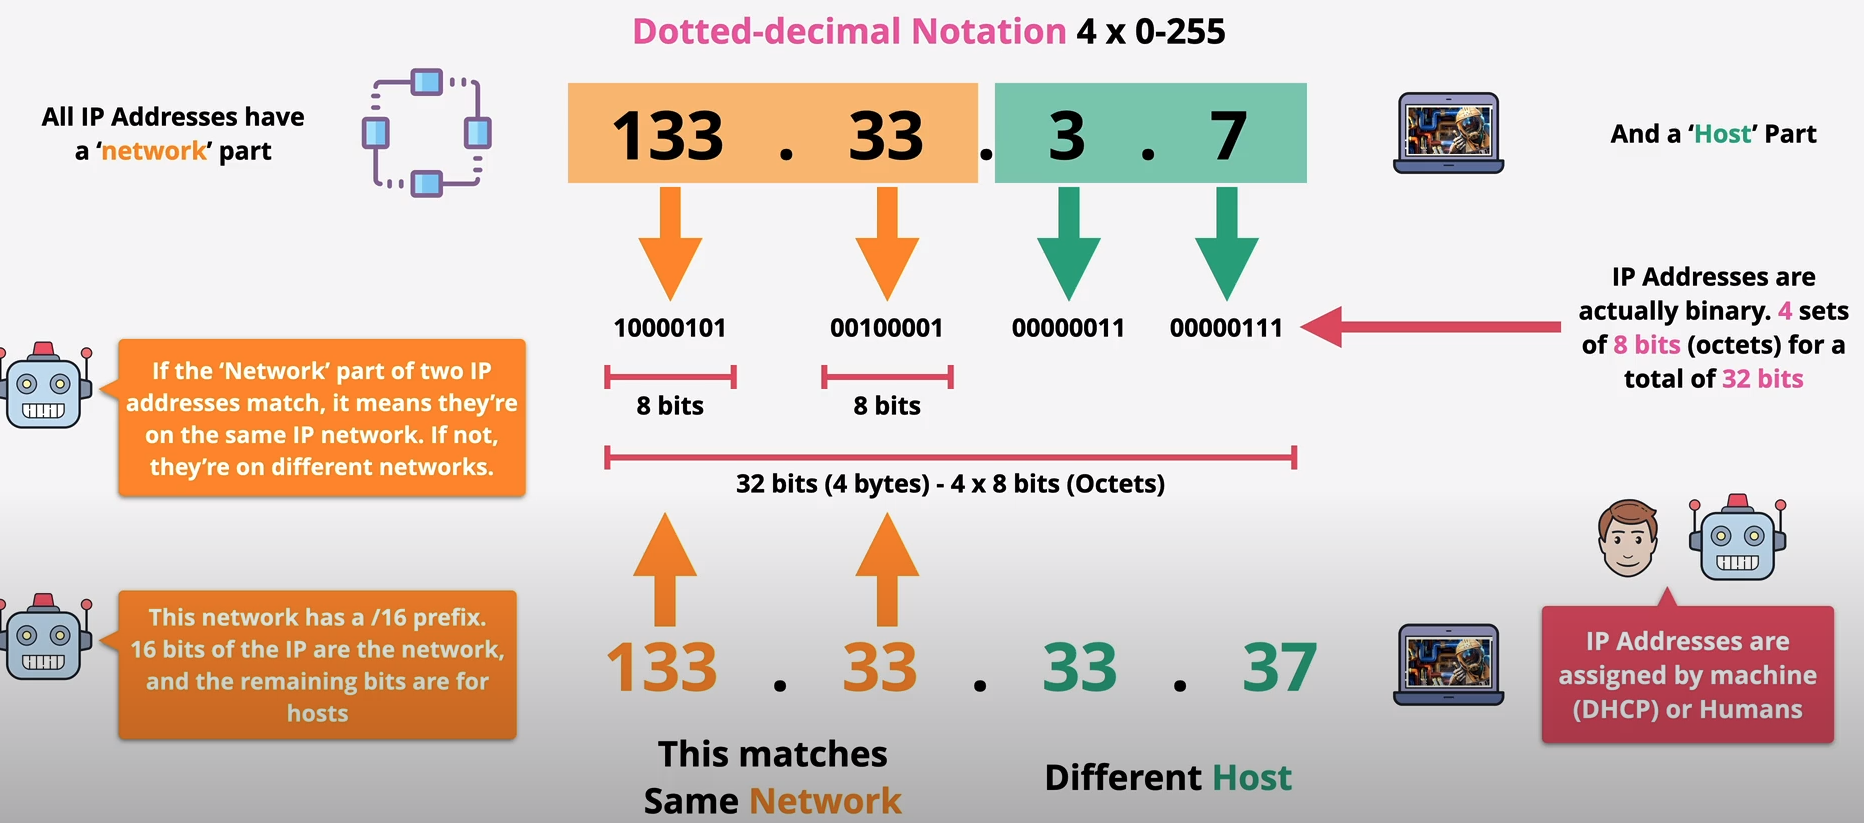 Dotted-decimal Notation 4 x 0-255
All IP Addresses have
a ‘network’ part
133 . 33 . 3 . 7
And a ‘Host’ Part
10000101 00100001 00000011 00000111
IP Addresses are
actually binary. 4 sets
of 8 bits (octets) for a
total of 32 bits
If the ‘Network’ part of two IP
addresses match, it means they’re
on the same IP network. If not,
they’re on different networks.
8 bits 8 bits
32 bits (4 bytes) - 4 x 8 bits (Octets)
This network has a /16 prefix.
16 bits of the IP are the network,
and the remaining bits are for
hosts
133 . 33 . 33 . 37
IP Addresses are
assigned by machine
(DHCP) or Humans
This matches
Same Network
Different Host